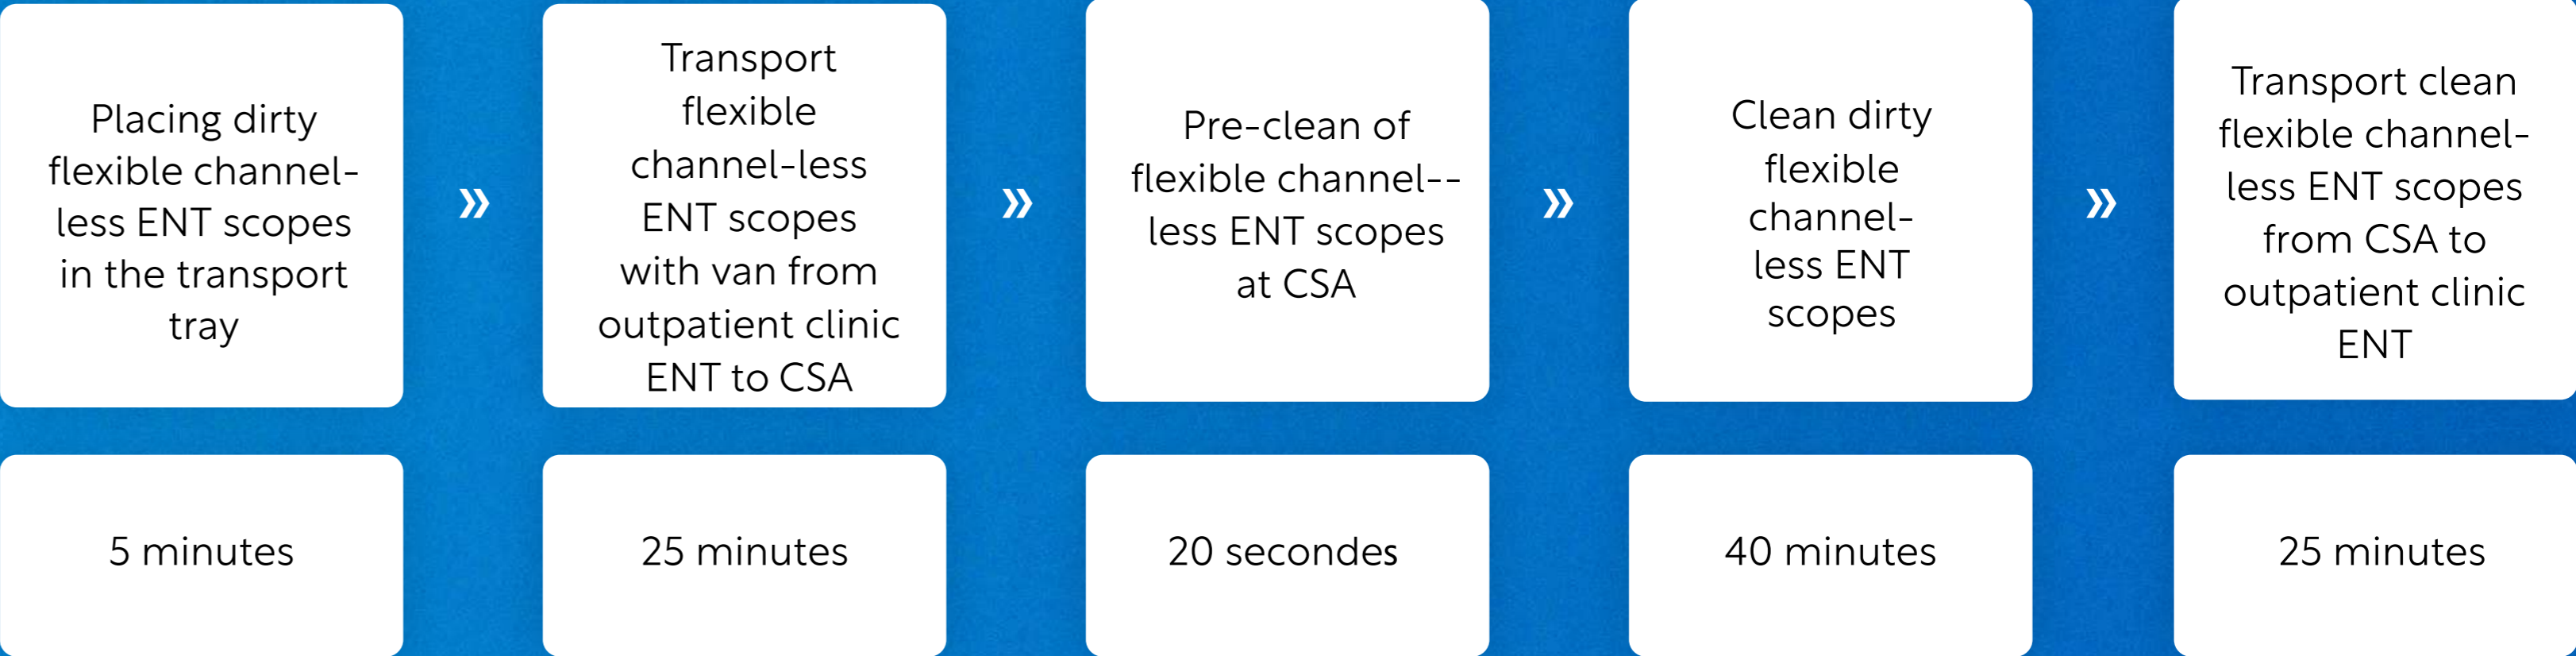 Placing dirty
flexible channel-
less ENT scopes
in the transport
tray
»
Transport
flexible
channel-less
ENT scopes
with van from
outpatient clinic
ENT to CSA
»
Pre-clean of
flexible channel--
less ENT scopes
at CSA
»
Clean dirty
flexible
channel-
less ENT
scopes
»
Transport clean
flexible channel-
less ENT scopes
from CSA to
outpatient clinic
ENT
5 minutes
25 minutes
20 secondes
40 minutes
25 minutes